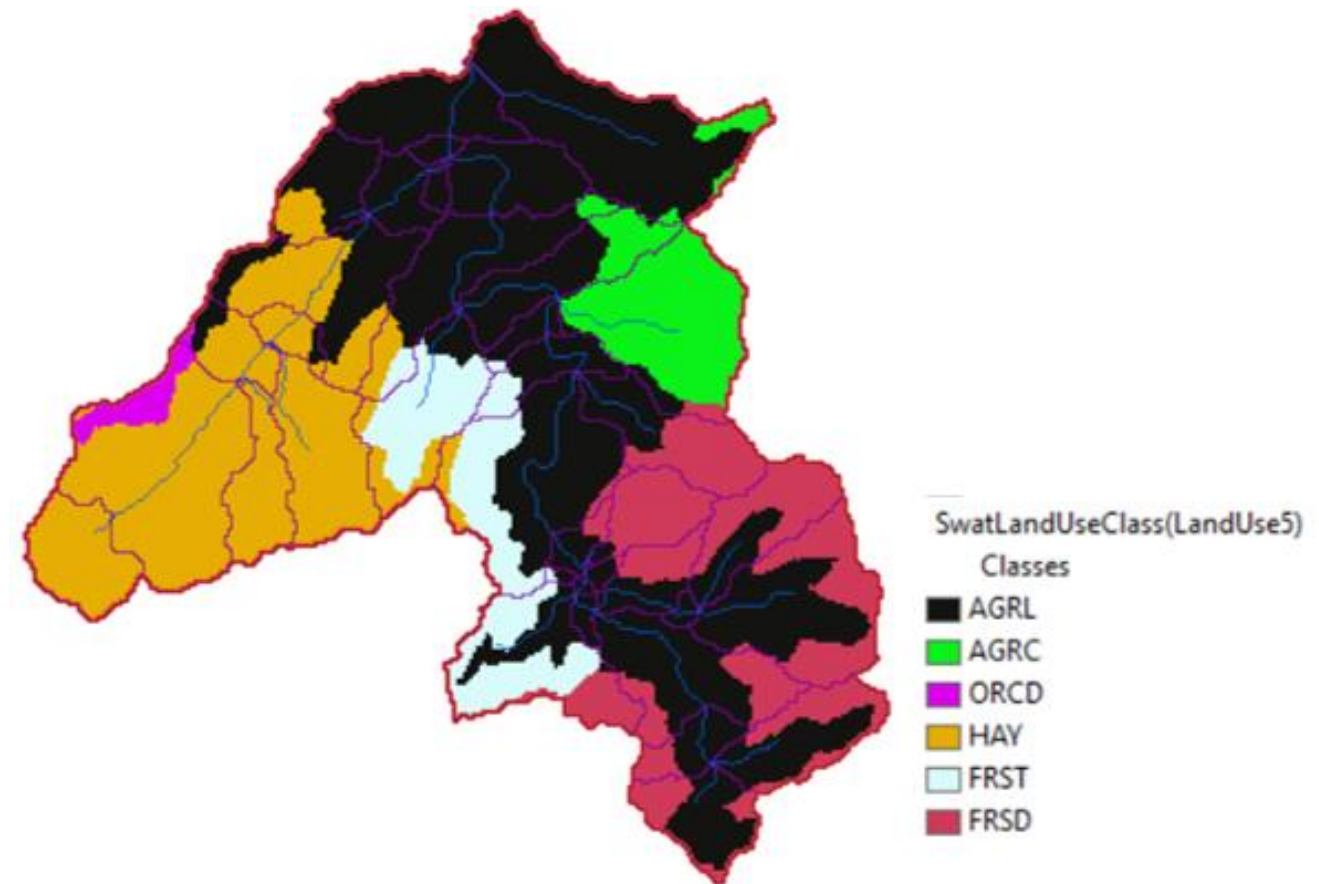 SwatLandUseClass(LandUse5)
Classes
AGRL
AGRC
ORCD
HAY
FRST
FRSD